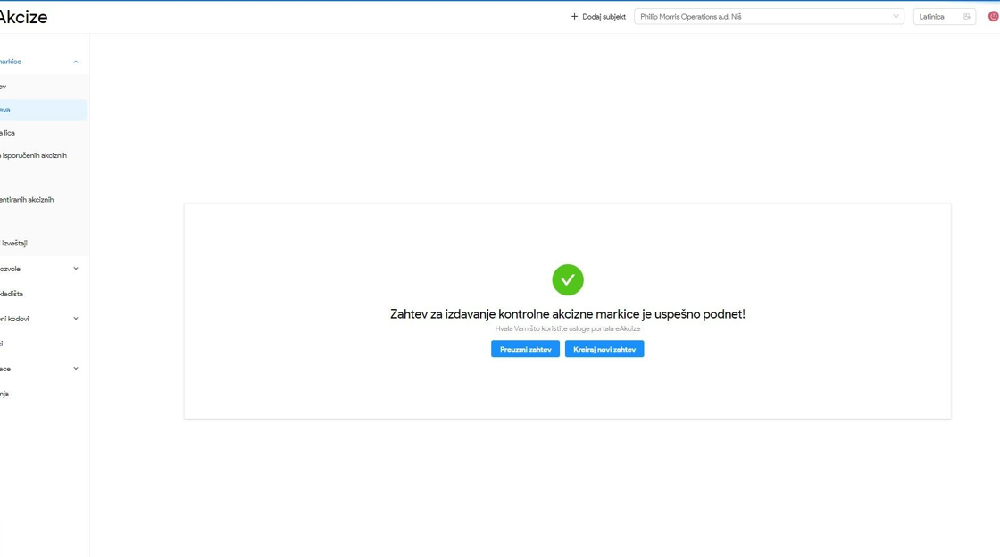 Akcize
Dodaj subjekt
Philip Morris Operations a.d. Niš
Latinica
markice
ev
eva
a lica
isporučenih akciznih
entiranih akciznih
izveštaji
ozvole
kladišta
ni kodovi
ci
ace
nja
Zahtev za izdavanje kontrolne akcizne markice je uspešno podnet!
Hvala Vam što koristite usluge portala eAkcize
Preuzmi zahtev
Kreiraj novi zahtev